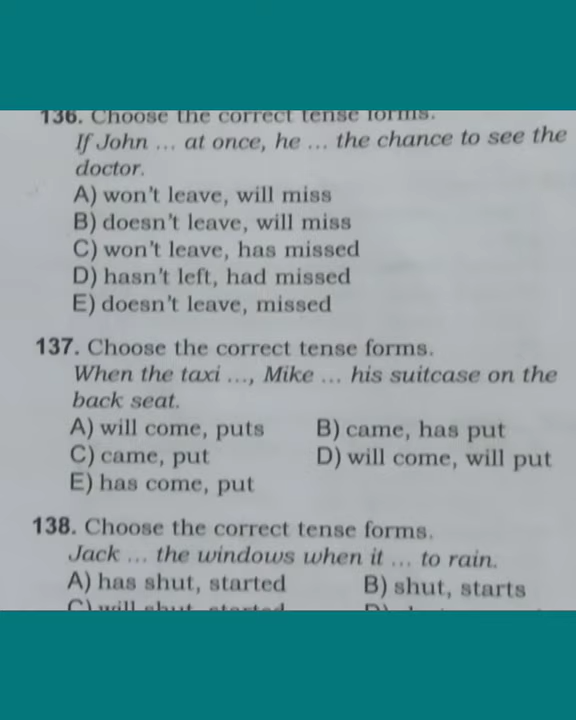 136. Choose the correct tense forms.
If John ... at once, he ... the chance to see the
doctor.
A) won't leave, will miss
B) doesn't leave, will miss
C) won't leave, has missed
D) hasn't left, had missed
E) doesn't leave, missed
137. Choose the correct tense forms.
When the taxi ..., Mike ... his suitcase on the
back seat.
A) will come, puts B) came, has put
C) came, put D) will come, will put
E) has come, put
138. Choose the correct tense forms.
Jack ... the windows when it ... to rain.
A) has shut, started B) shut, starts
C) will shut, started D)